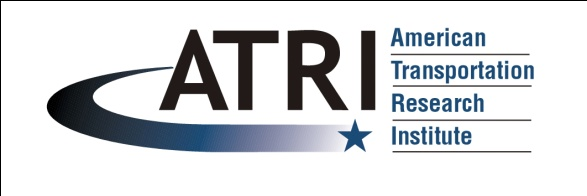 ATRI
American
Transportation
Research
Institute